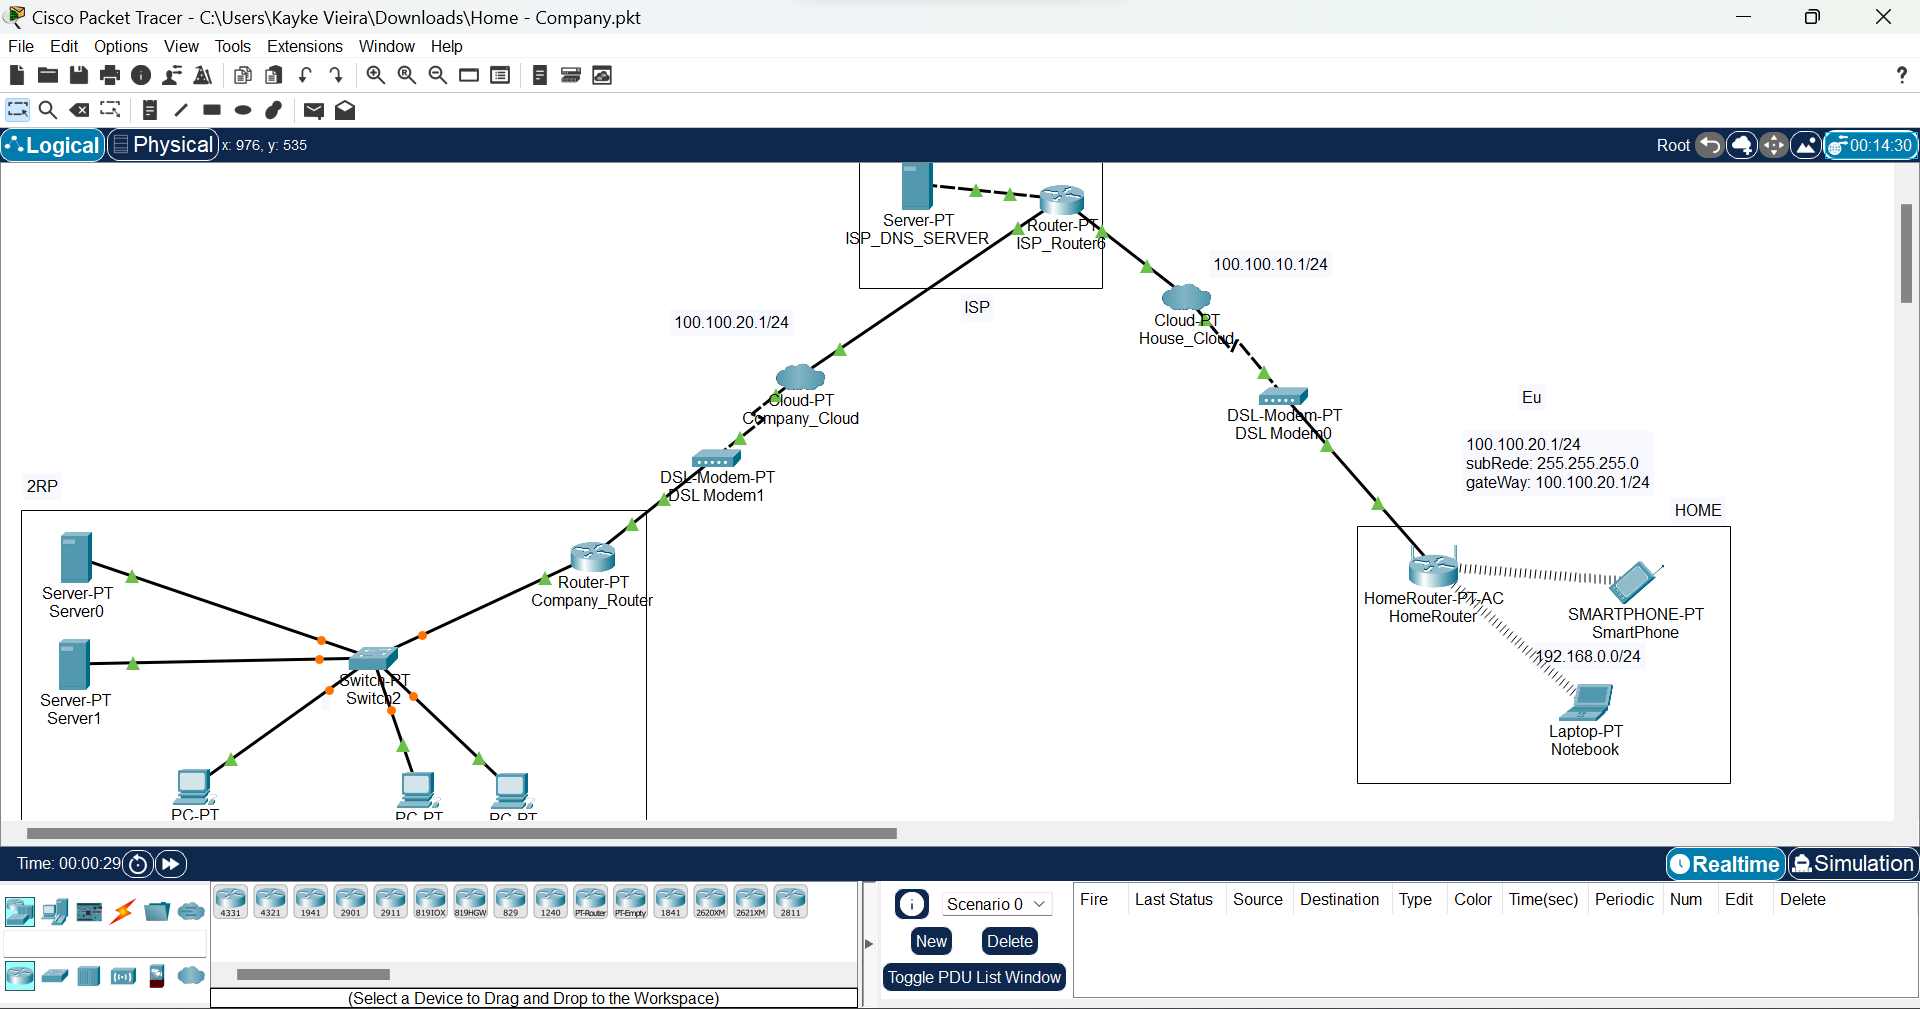 Cisco Packet Tracer - C:\Users\Kayke Vieira\Downloads\Home - Company.pkt
File Edit Options View Tools Extensions Window Help
?
Logical Physical x: 976, y: 535 Root 00:14:30
Server-PT
ISP_DNS_SERVER
Router-PT
ISP_Router6
100.100.10.1/24
ISP
100.100.20.1/24
Cloud-PT
House_Cloud
Cloud-PT
Company_Cloud
DSL-Modem-PT
DSL Modem0
Eu
100.100.20.1/24
subRede: 255.255.255.0
gateWay: 100.100.20.1/24
DSL-Modem-PT
DSL Modem1
2RP
HOME
Server-PT
Server0
Router-PT
Company_Router
HomeRouter-PT-AC
HomeRouter
SMARTPHONE-PT
SmartPhone
192.168.0.0/24
Switch-PT
Switch2
Server-PT
Server1
Laptop-PT
Notebook
PC-PT
PC-PT
PC-PT
Time: 00:00:29 Realtime Simulation
4331 4321 1941 2901 2911 819IOX 819HGW 829 1240 PT-Router PT-Empty 1841 2620XM 2621XM 2811
(Select a Device to Drag and Drop to the Workspace)
Scenario 0
New Delete
Toggle PDU List Window
Fire Last Status Source Destination Type Color Time(sec) Periodic Num Edit Delete